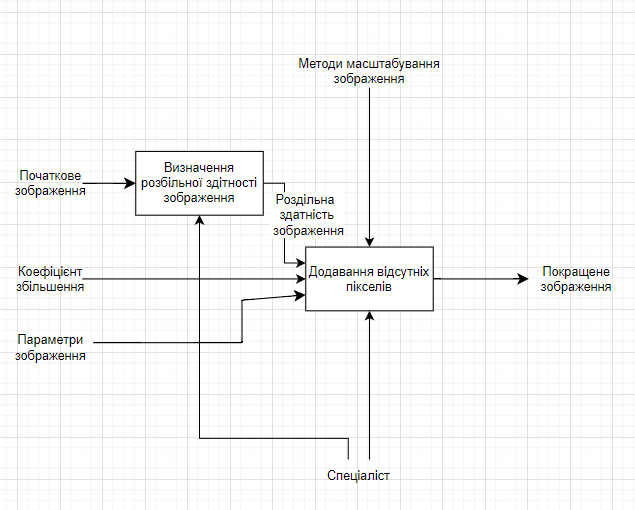 Методи масштабування
зображення
Початкове
зображення
Визначення
розбільної здітності
зображення
Роздільна
здатність
зображення
Коефіцієнт
збільшення
Додавання відсутніх
пікселів
Покращене
зображення
Параметри
зображення
Спеціаліст